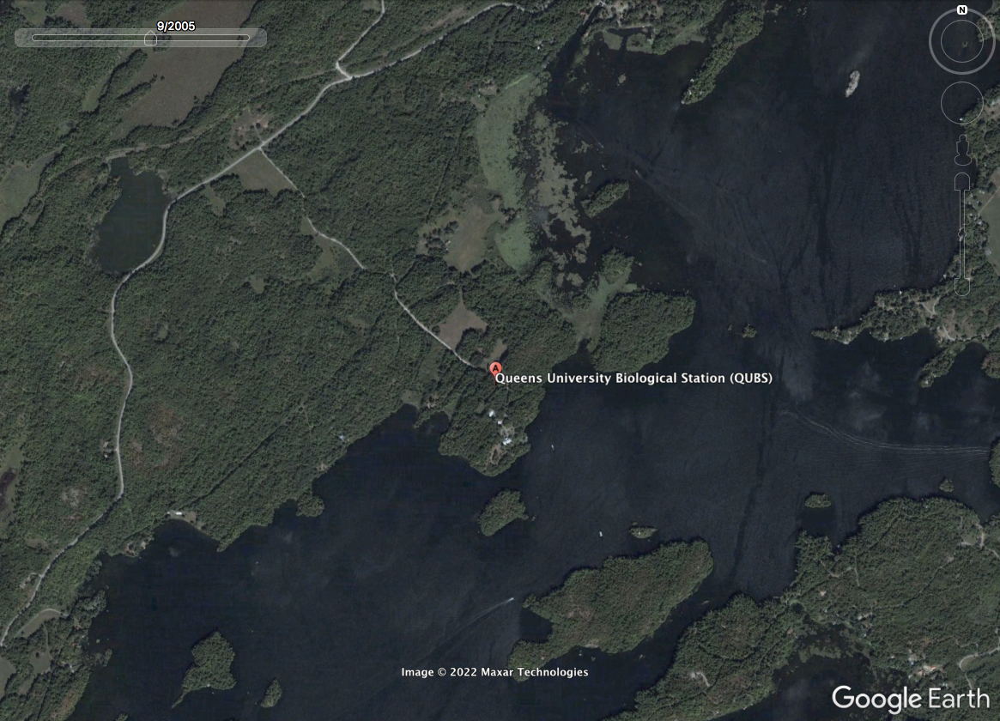 9/2005
N
A
Queens University Biological Station (QUBS)
Image © 2022 Maxar Technologies
Google Earth